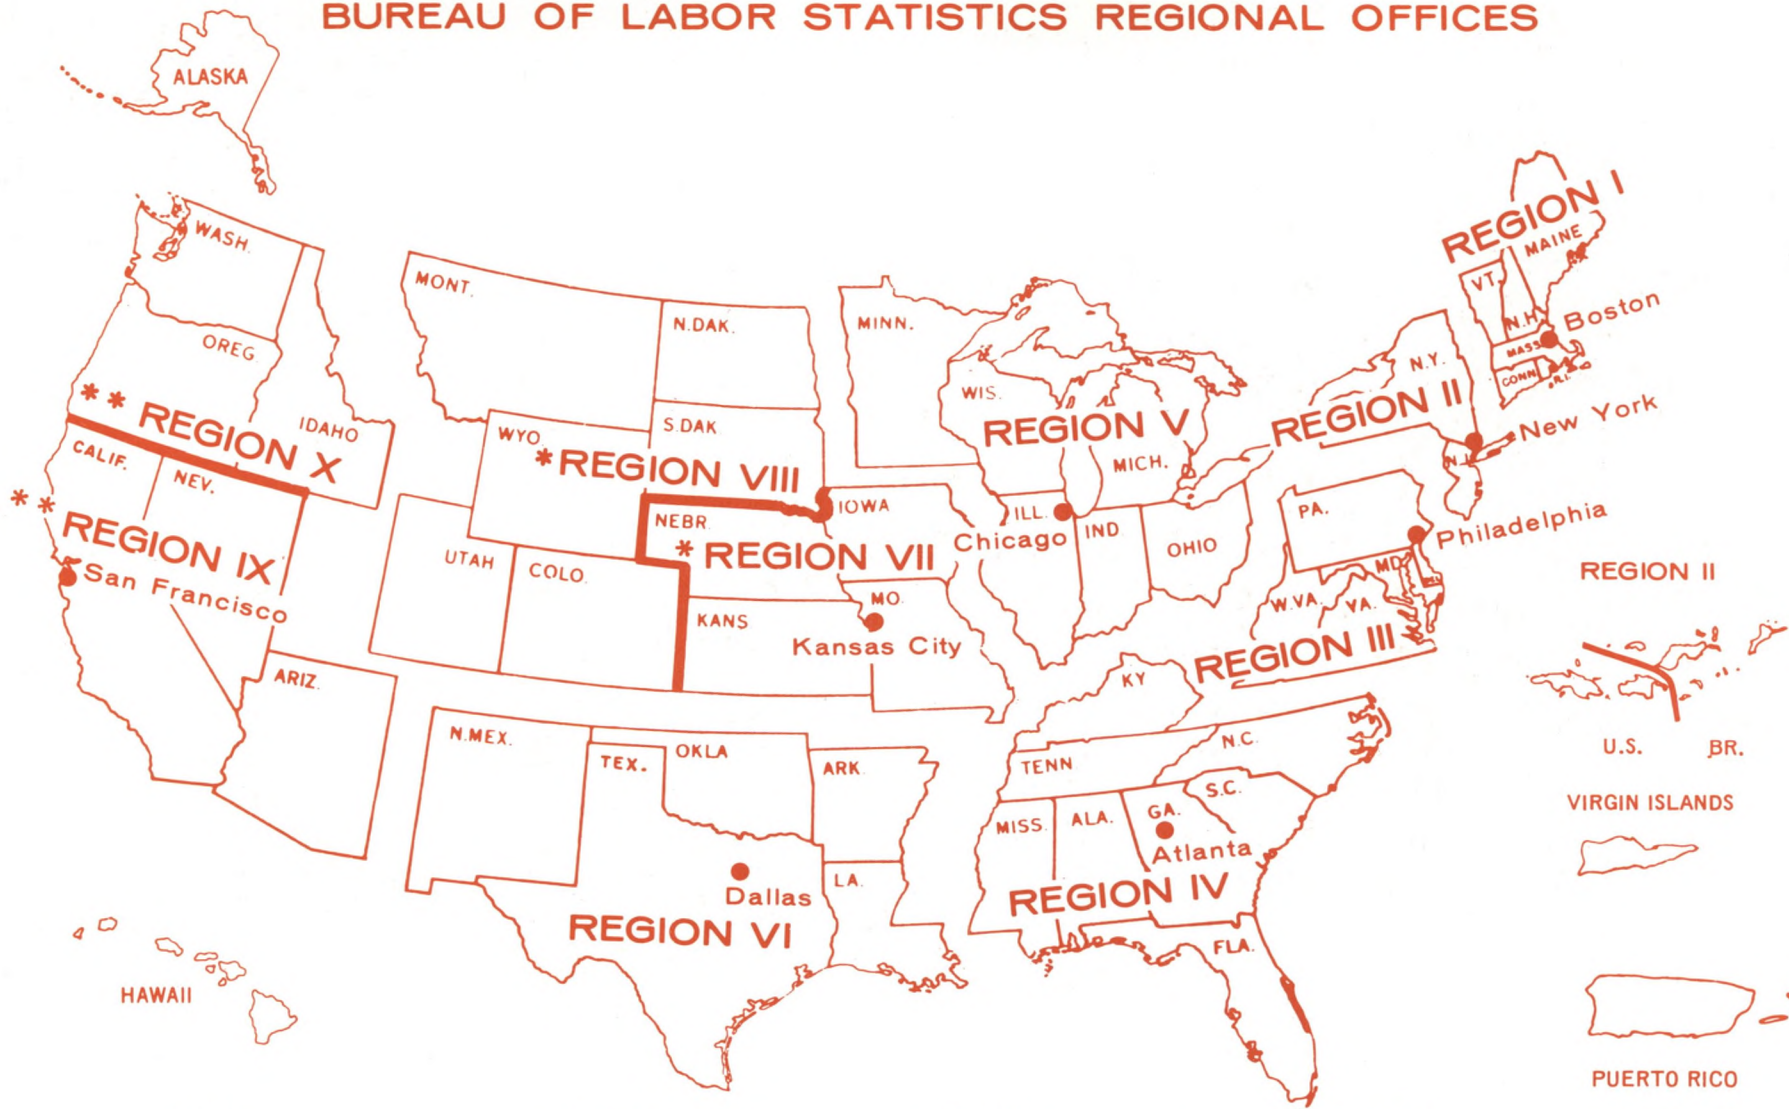 BUREAU OF LABOR STATISTICS REGIONAL OFFICES
ALASKA
WASH.
OREG.
IDAHO
** REGION X
MONT.
N.DAK.
S.DAK.
WYO.
*REGION VIII
UTAH
COLO.
CALIF.
NEV.
** REGION IX
San Francisco
ARIZ.
HAWAII
NEBR.
IOWA
* REGION VII
KANS
MO.
Kansas City
N.MEX.
TEX.
OKLA
ARK.
LA.
Dallas
REGION VI
MINN.
WIS.
REGION V
MICH.
ILL.
Chicago
IND.
OHIO
KY
TENN
N.C.
S.C.
MISS.
ALA.
GA.
Atlanta
REGION IV
FLA.
REGION I
MAINE
VT.
N.H.
Boston
MASS
CONN
R.I.
N.Y.
REGION II
New York
N.J.
PA.
Philadelphia
MD.
W.VA.
VA.
REGION III
REGION II
U.S. BR.
VIRGIN ISLANDS
PUERTO RICO